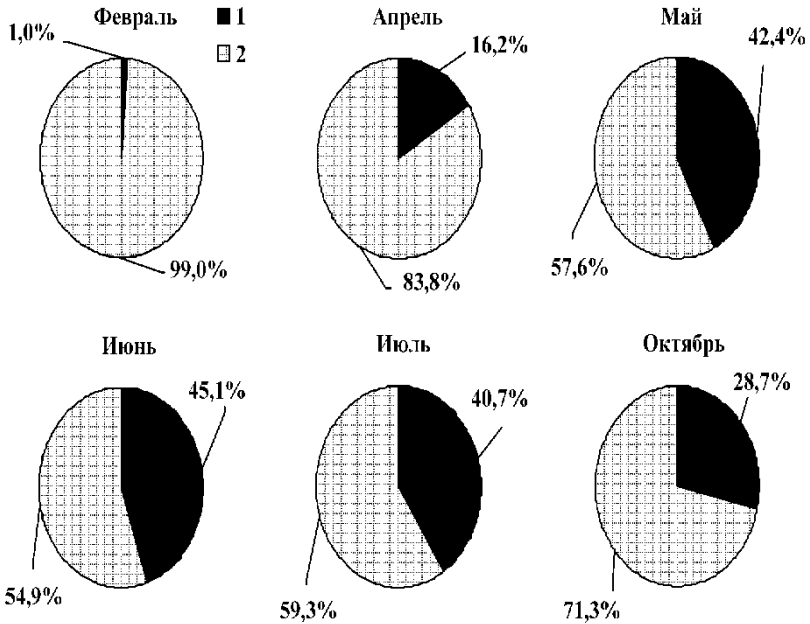 Февраль
1
2
1,0%
99,0%
Апрель
16,2%
83,8%
Май
42,4%
57,6%
Июнь
45,1%
54,9%
Июль
40,7%
59,3%
Октябрь
28,7%
71,3%